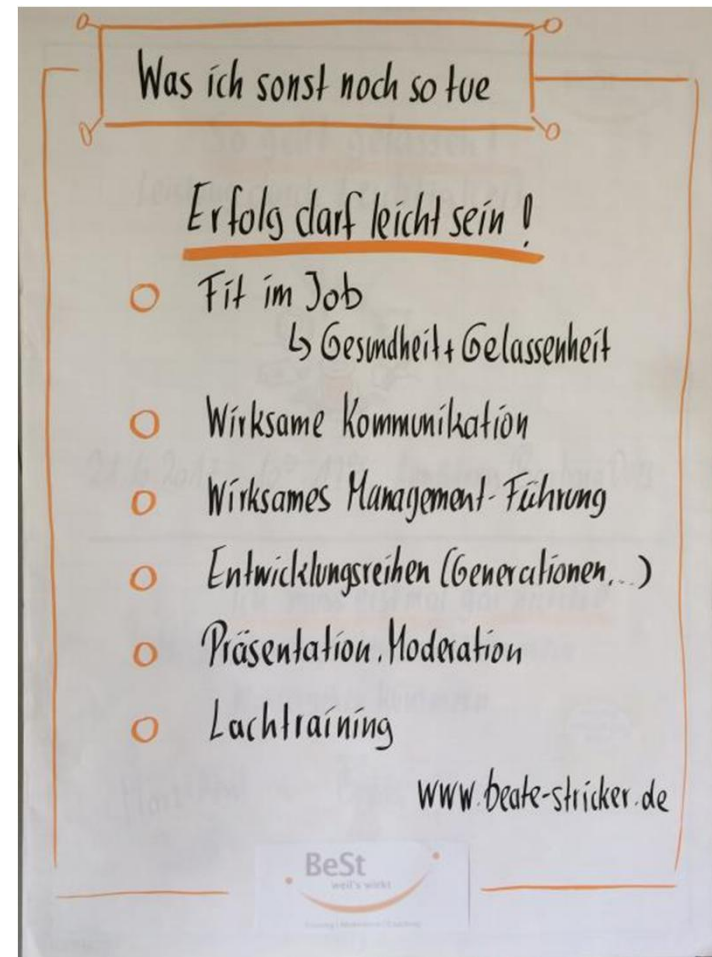 Was ich sonst noch so tue
Erfolg darf leicht sein!
Fit im Job
↳ Gesundheit + Gelassenheit
Wirksame Kommunikation
Wirksames Management-Führung
Entwicklungsreihen (Generationen,..)
Präsentation, Moderation
Lachtraining
www.beate-stricker.de
BeSt
weil's wirkt